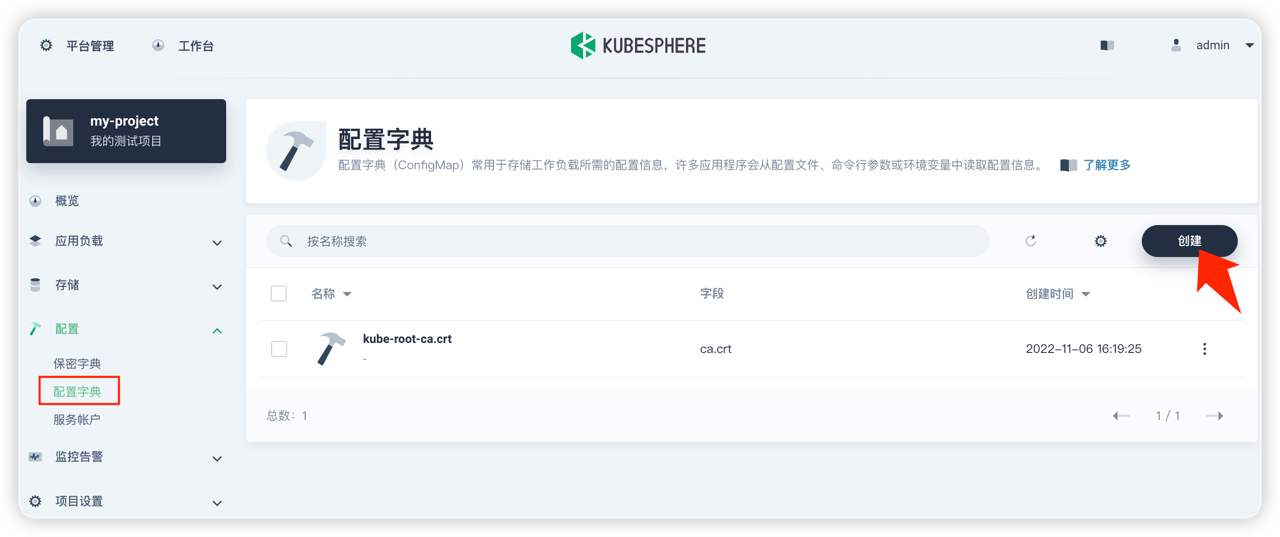 平台管理 工作台 KUBESPHERE admin
my-project
我的测试项目
概览
应用负载
存储
配置
保密字典
配置字典
服务帐户
监控告警
项目设置
配置字典
配置字典（ConfigMap）常用于存储工作负载所需的配置信息，许多应用程序会从配置文件、命令行参数或环境变量中读取配置信息。 了解更多
按名称搜索 创建
名称 字段 创建时间
kube-root-ca.crt
-
ca.crt 2022-11-06 16:19:25
总数：1 1 / 1